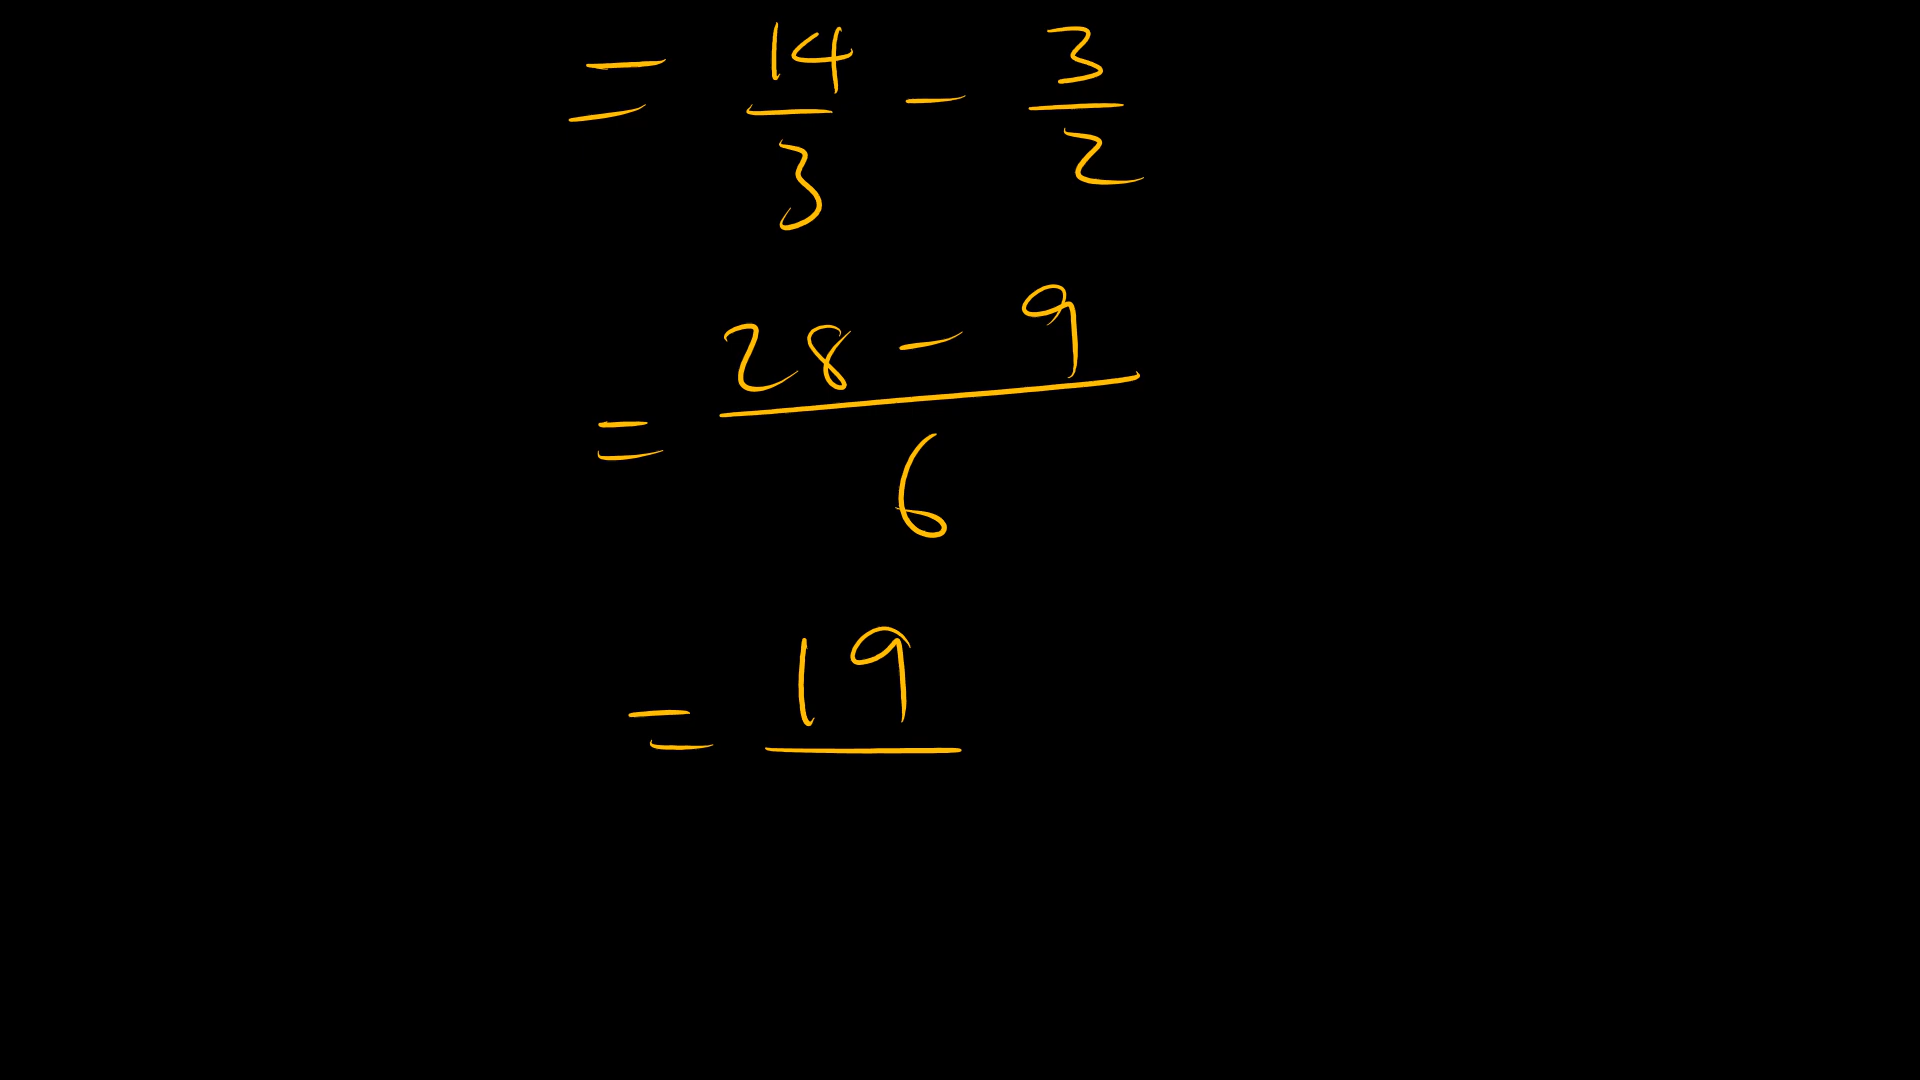 = 14/3 - 3/2
= (28 - 9)/6
= 19/